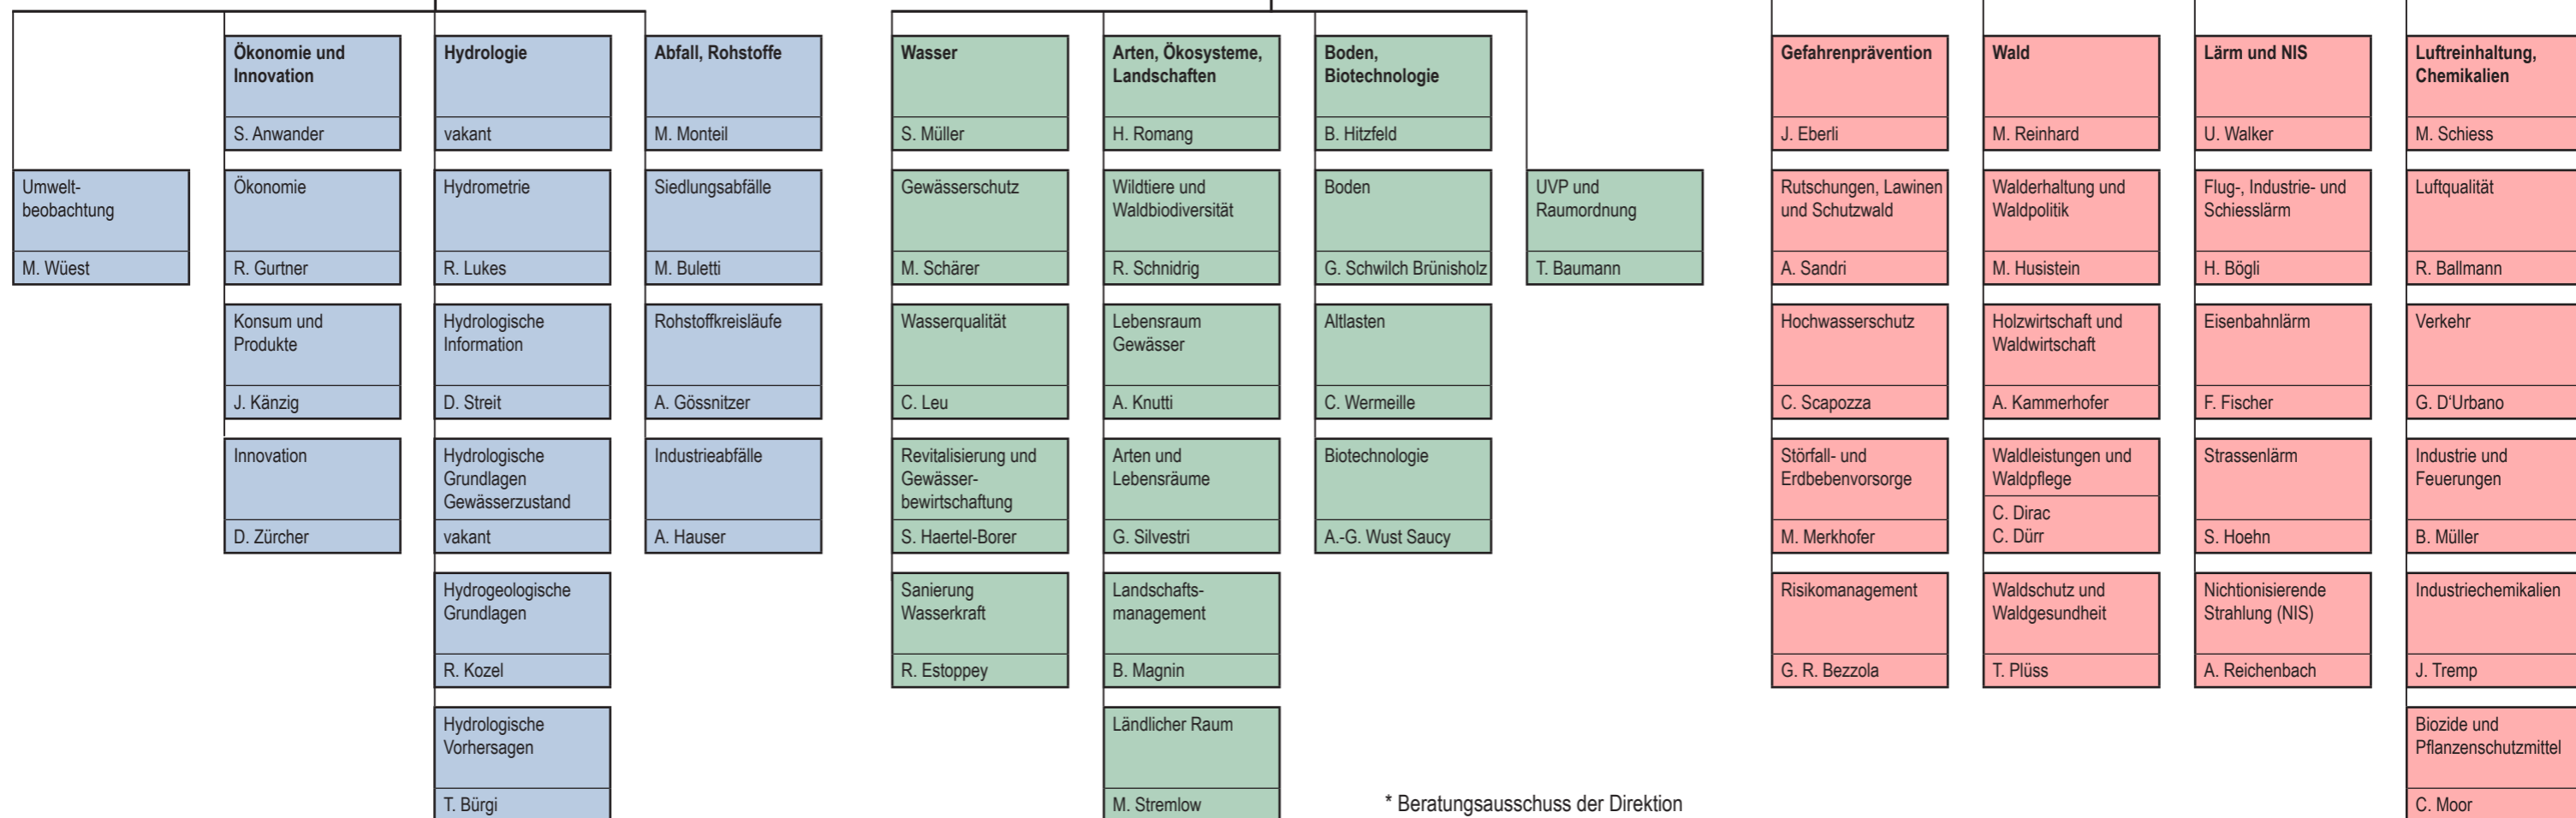 Ökonomie und
Innovation
S. Anwander
Hydrologie
vakant
Abfall, Rohstoffe
M. Monteil
Wasser
S. Müller
Arten, Ökosysteme,
Landschaften
H. Romang
Boden,
Biotechnologie
B. Hitzfeld
Gefahrenprävention
J. Eberli
Wald
M. Reinhard
Lärm und NIS
U. Walker
Luftreinhaltung,
Chemikalien
M. Schiess
Umwelt-
beobachtung
M. Wüest
Ökonomie
R. Gurtner
Hydrometrie
R. Lukes
Siedlungsabfälle
M. Buletti
Gewässerschutz
M. Schärer
Wildtiere und
Waldbiodiversität
R. Schnidrig
Boden
G. Schwilch Brünisholz
UVP und
Raumordnung
T. Baumann
Rutschungen, Lawinen
und Schutzwald
A. Sandri
Walderhaltung und
Waldpolitik
M. Husistein
Flug-, Industrie- und
Schiesslärm
H. Bögli
Luftqualität
R. Ballmann
Konsum und
Produkte
J. Känzig
Hydrologische
Information
D. Streit
Rohstoffkreisläufe
A. Gössnitzer
Wasserqualität
C. Leu
Lebensraum
Gewässer
A. Knutti
Altlasten
C. Wermeille
Hochwasserschutz
C. Scapozza
Holzwirtschaft und
Waldwirtschaft
A. Kammerhofer
Eisenbahnlärm
F. Fischer
Verkehr
G. D'Urbano
Innovation
D. Zürcher
Hydrologische
Grundlagen
Gewässerzustand
vakant
Industrieabfälle
A. Hauser
Revitalisierung und
Gewässer-
bewirtschaftung
S. Haertel-Borer
Arten und
Lebensräume
G. Silvestri
Biotechnologie
A.-G. Wust Saucy
Störfall- und
Erdbebenvorsorge
M. Merkhofer
Waldleistungen und
Waldpflege
C. Dirac
C. Dürr
Strassenlärm
S. Hoehn
Industrie und
Feuerungen
B. Müller
Hydrogeologische
Grundlagen
R. Kozel
Sanierung
Wasserkraft
R. Estoppey
Landschafts-
management
B. Magnin
Risikomanagement
G. R. Bezzola
Waldschutz und
Waldgesundheit
T. Plüss
Nichtionisierende
Strahlung (NIS)
A. Reichenbach
Industriechemikalien
J. Tremp
Hydrologische
Vorhersagen
T. Bürgi
Ländlicher Raum
M. Stremlow
Biozide und
Pflanzenschutzmittel
C. Moor
* Beratungsausschuss der Direktion